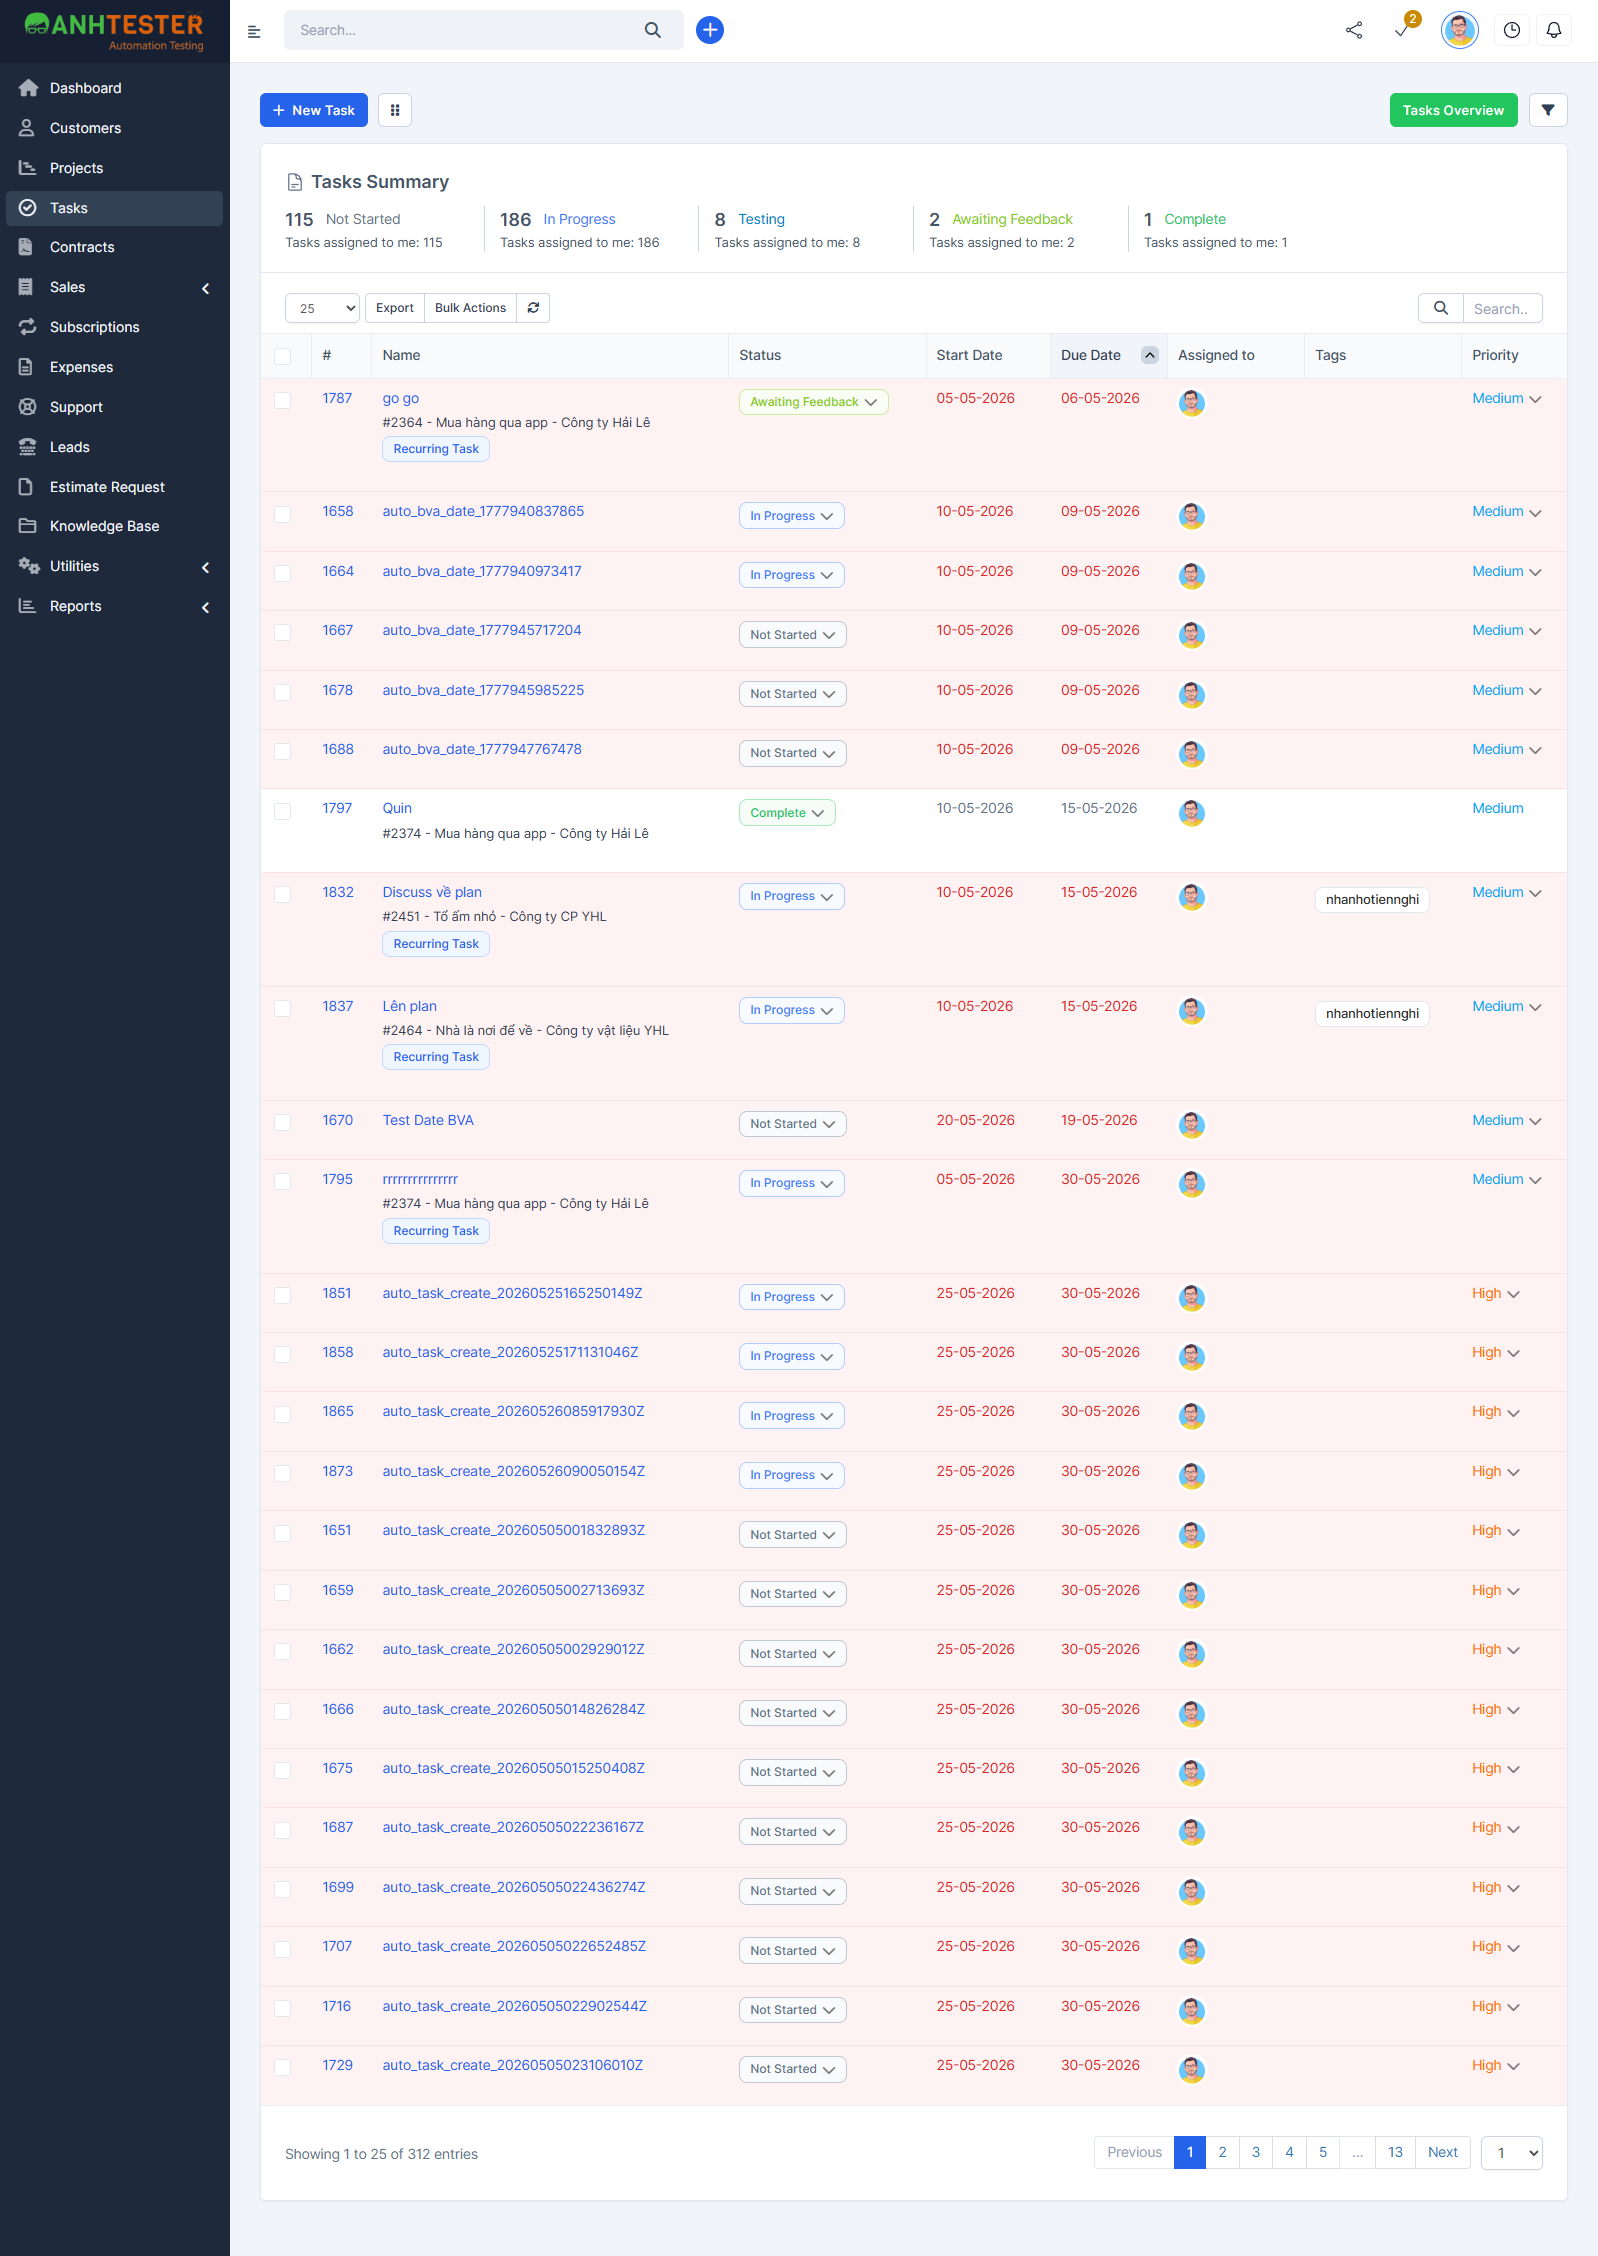 ANHTESTER
Automation Testing
Search...
2
Dashboard
Customers
Projects
Tasks
Contracts
Sales
Subscriptions
Expenses
Support
Leads
Estimate Request
Knowledge Base
Utilities
Reports
New Task
Tasks Overview
Tasks Summary
115 Not Started
Tasks assigned to me: 115
186 In Progress
Tasks assigned to me: 186
8 Testing
Tasks assigned to me: 8
2 Awaiting Feedback
Tasks assigned to me: 2
1 Complete
Tasks assigned to me: 1
25 Export Bulk Actions Search..
# Name Status Start Date Due Date Assigned to Tags Priority
1787 go go Awaiting Feedback 05-05-2026 06-05-2026 Medium
#2364 - Mua hàng qua app - Công ty Hải Lê
Recurring Task
1658 auto_bva_date_1777940837865 In Progress 10-05-2026 09-05-2026 Medium
1664 auto_bva_date_1777940973417 In Progress 10-05-2026 09-05-2026 Medium
1667 auto_bva_date_1777945717204 Not Started 10-05-2026 09-05-2026 Medium
1678 auto_bva_date_1777945985225 Not Started 10-05-2026 09-05-2026 Medium
1688 auto_bva_date_1777947767478 Not Started 10-05-2026 09-05-2026 Medium
1797 Quin Complete 10-05-2026 15-05-2026 Medium
#2374 - Mua hàng qua app - Công ty Hải Lê
1832 Discuss về plan In Progress 10-05-2026 15-05-2026 nhanhotiennghi Medium
#2451 - Tổ ấm nhỏ - Công ty CP YHL
Recurring Task
1837 Lên plan In Progress 10-05-2026 15-05-2026 nhanhotiennghi Medium
#2464 - Nhà là nơi để về - Công ty vật liệu YHL
Recurring Task
1670 Test Date BVA Not Started 20-05-2026 19-05-2026 Medium
1795 rrrrrrrrrrrrrrr In Progress 05-05-2026 30-05-2026 Medium
#2374 - Mua hàng qua app - Công ty Hải Lê
Recurring Task
1851 auto_task_create_20260525165250149Z In Progress 25-05-2026 30-05-2026 High
1858 auto_task_create_20260525171131046Z In Progress 25-05-2026 30-05-2026 High
1865 auto_task_create_20260526085917930Z In Progress 25-05-2026 30-05-2026 High
1873 auto_task_create_20260526090050154Z In Progress 25-05-2026 30-05-2026 High
1651 auto_task_create_20260505001832893Z Not Started 25-05-2026 30-05-2026 High
1659 auto_task_create_20260505002713693Z Not Started 25-05-2026 30-05-2026 High
1662 auto_task_create_20260505002929012Z Not Started 25-05-2026 30-05-2026 High
1666 auto_task_create_20260505014826284Z Not Started 25-05-2026 30-05-2026 High
1675 auto_task_create_20260505015250408Z Not Started 25-05-2026 30-05-2026 High
1687 auto_task_create_20260505022236167Z Not Started 25-05-2026 30-05-2026 High
1699 auto_task_create_20260505022436274Z Not Started 25-05-2026 30-05-2026 High
1707 auto_task_create_20260505022652485Z Not Started 25-05-2026 30-05-2026 High
1716 auto_task_create_20260505022902544Z Not Started 25-05-2026 30-05-2026 High
1729 auto_task_create_20260505023106010Z Not Started 25-05-2026 30-05-2026 High
Showing 1 to 25 of 312 entries
Previous 1 2 3 4 5 ... 13 Next 1